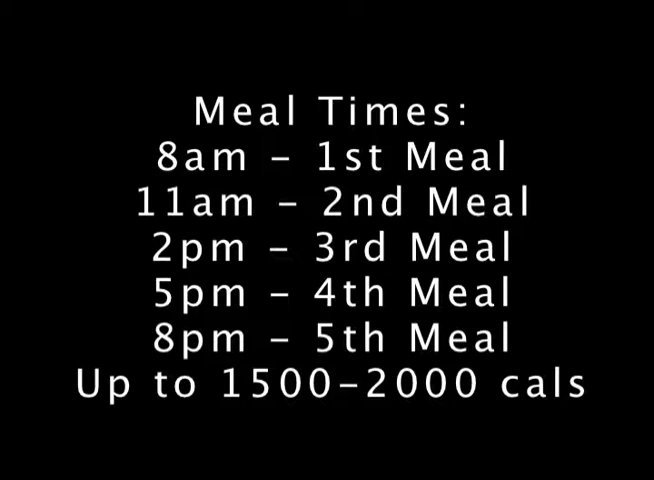 Meal Times:
8am – 1st Meal
11am – 2nd Meal
2pm – 3rd Meal
5pm – 4th Meal
8pm – 5th Meal
Up to 1500–2000 cals